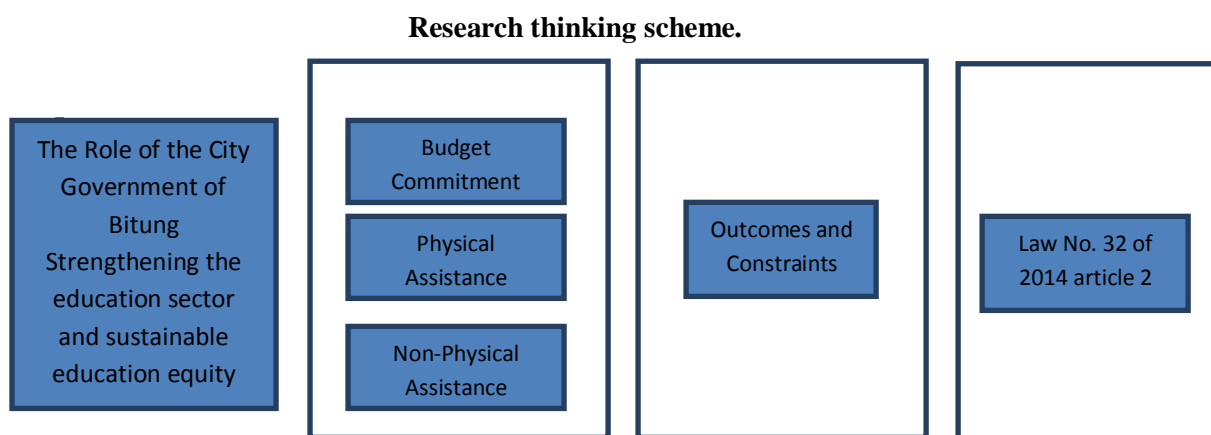 Research thinking scheme.
The Role of the City
Government of
Bitung
Strengthening the
education sector
and sustainable
education equity
Budget
Commitment
Physical
Assistance
Non-Physical
Assistance
Outcomes and
Constraints
Law No. 32 of
2014 article 2